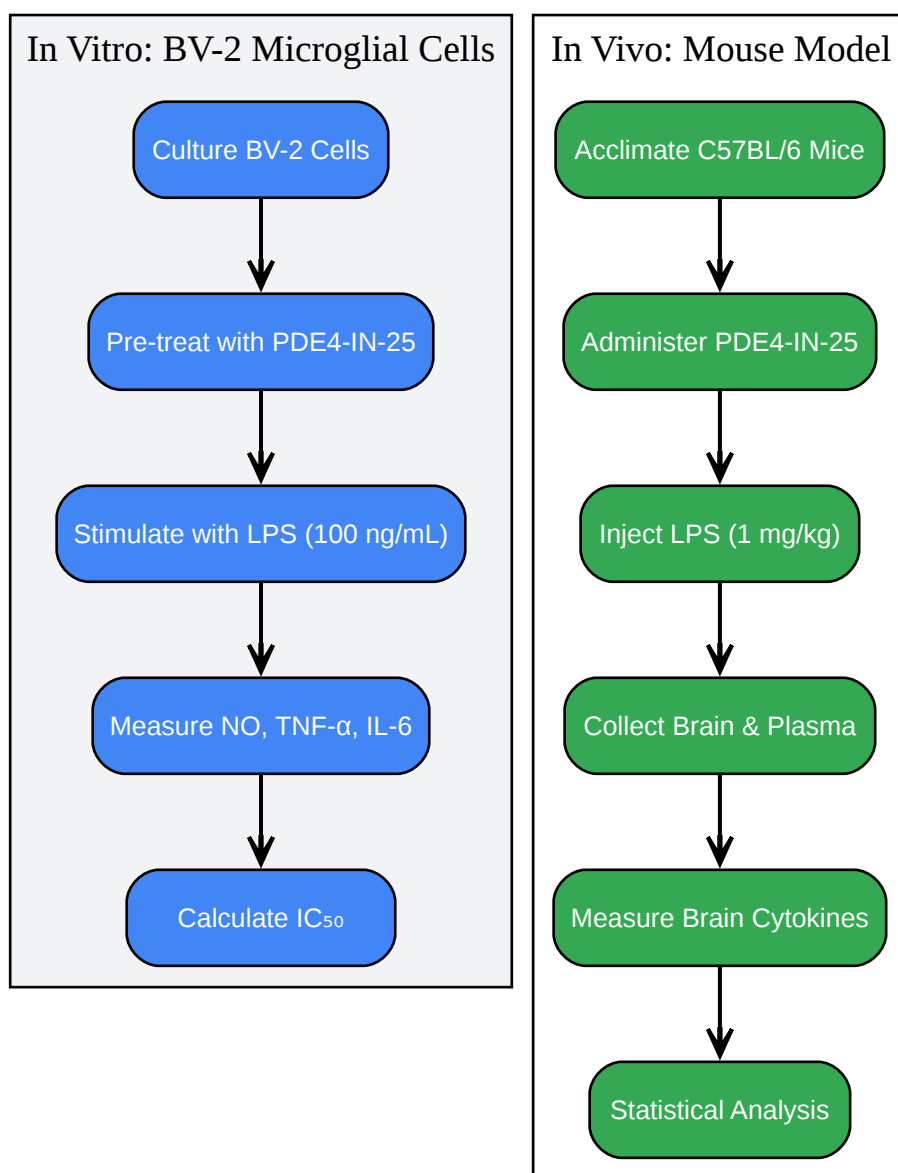 In Vitro: BV-2 Microglial Cells
Culture BV-2 Cells
Pre-treat with PDE4-IN-25
Stimulate with LPS (100 ng/mL)
Measure NO, TNF-α, IL-6
Calculate IC₅₀
In Vivo: Mouse Model
Acclimate C57BL/6 Mice
Administer PDE4-IN-25
Inject LPS (1 mg/kg)
Collect Brain & Plasma
Measure Brain Cytokines
Statistical Analysis